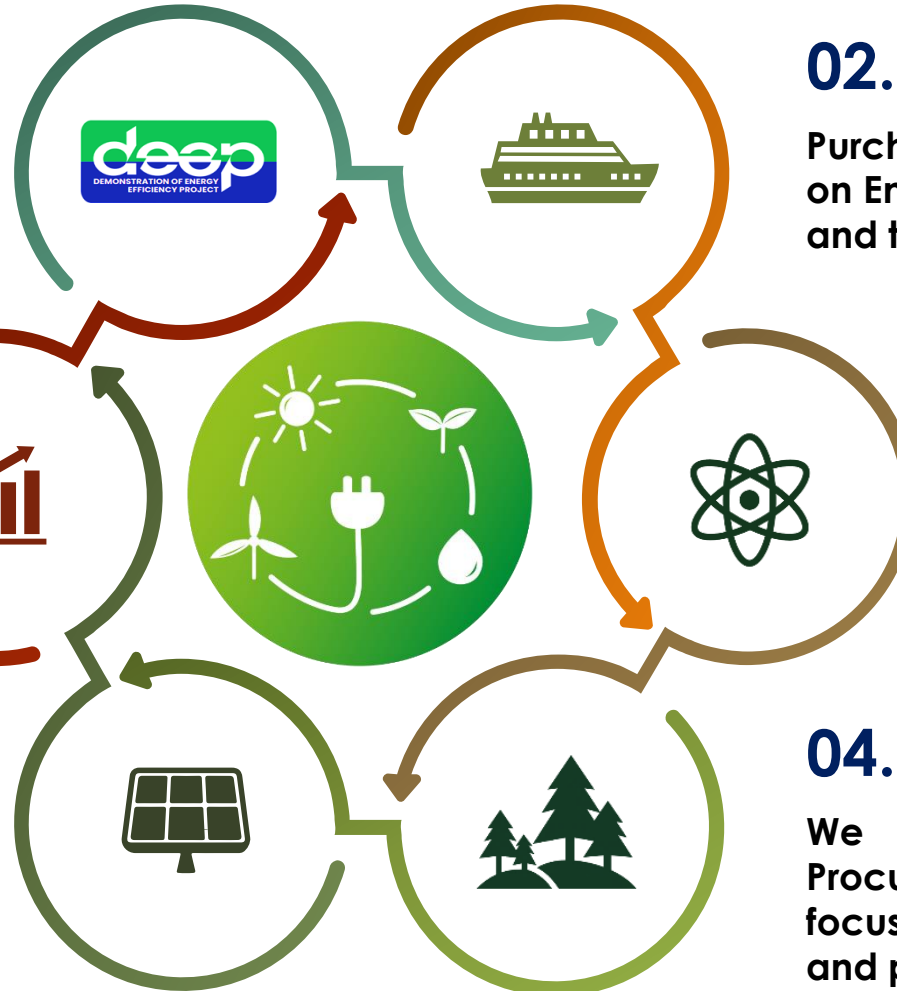 deep
DEMONSTRATION OF ENERGY
EFFICIENCY PROJECT
02.
Purch
on En
and t
04.
We
Procu
focus
and p